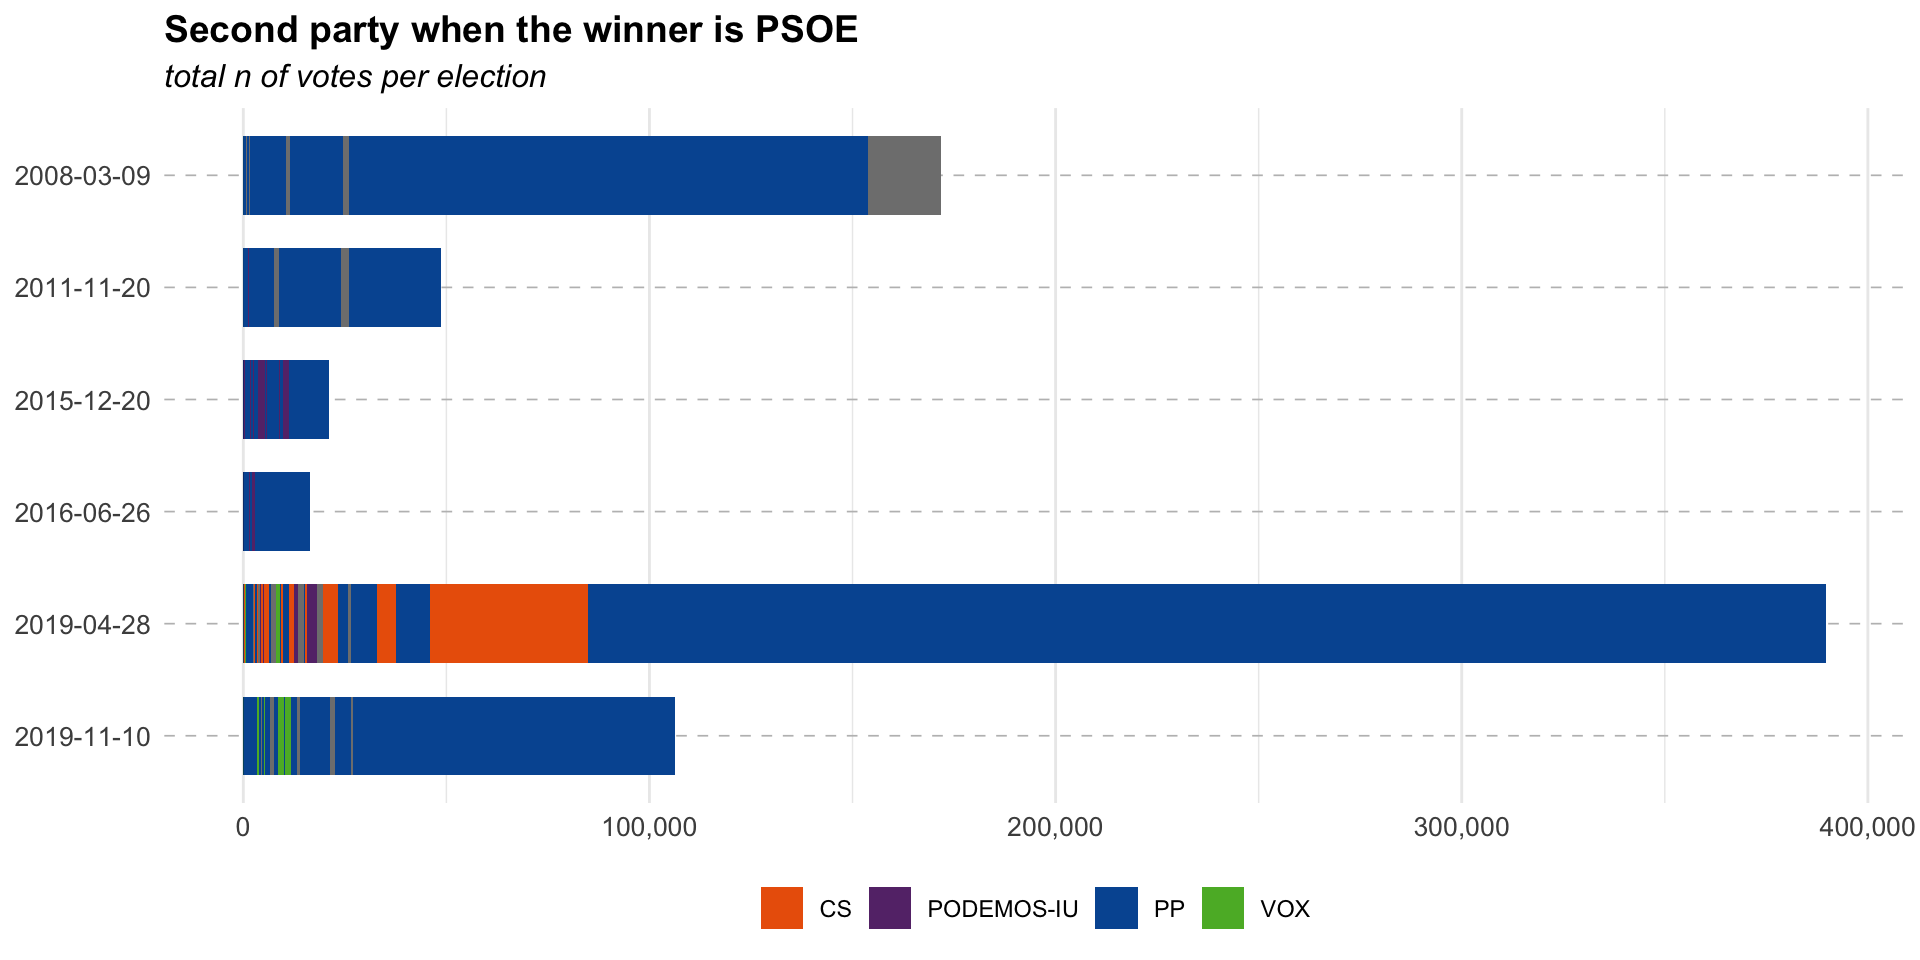 Second party when the winner is PSOE
total n of votes per election
2008-03-09
2011-11-20
2015-12-20
2016-06-26
2019-04-28
2019-11-10
0 100,000 200,000 300,000 400,000
CS PODEMOS-IU PP VOX